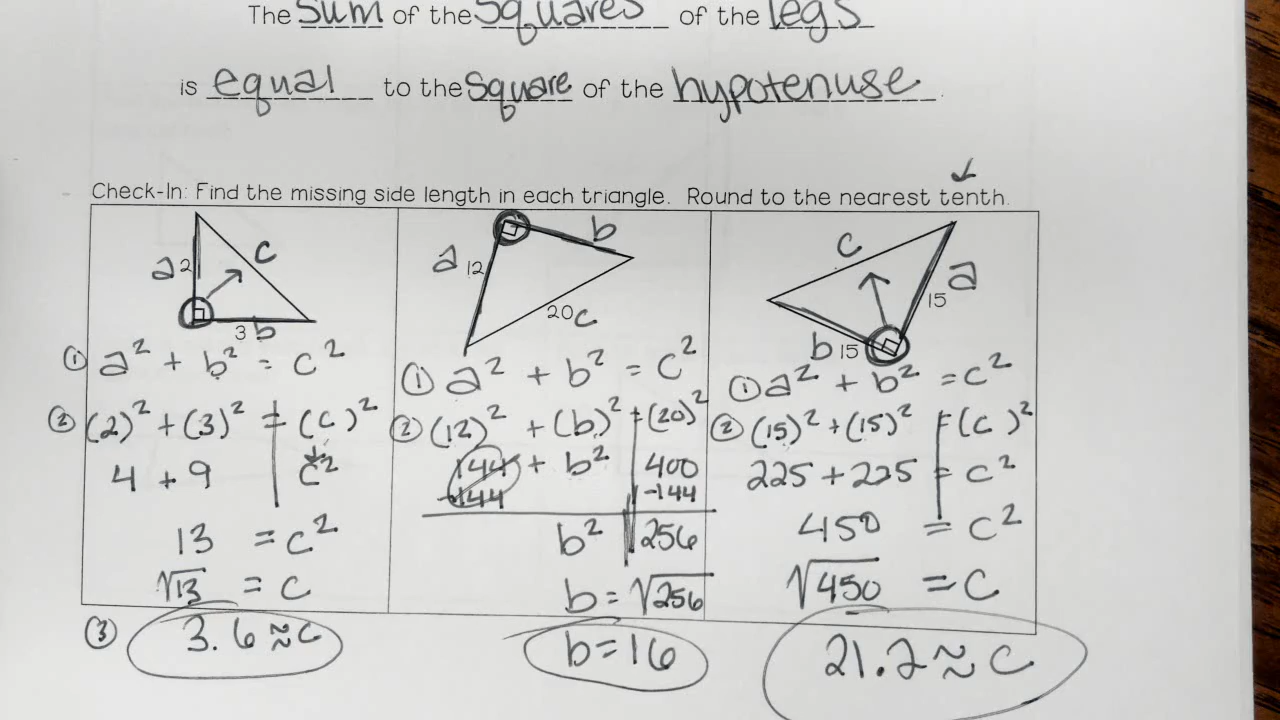 The sum of the squares of the legs
is equal to the square of the hypotenuse.
Check-In: Find the missing side length in each triangle. Round to the nearest tenth.
a 2 c
3 b
① a² + b² = c²
② (2)² + (3)² = (c)²
4 + 9 c²
13 = c²
√13 = c
③ 3.6 ≈ c
a 12 b
20 c
① a² + b² = c²
② (12)² + (b)² = (20)²
144 + b² 400
-144 -144
b² 256
b = √256
b = 16
c a
15
b 15
① a² + b² = c²
② (15)² + (15)² = (c)²
225 + 225 = c²
450 = c²
√450 = c
21.2 ≈ c